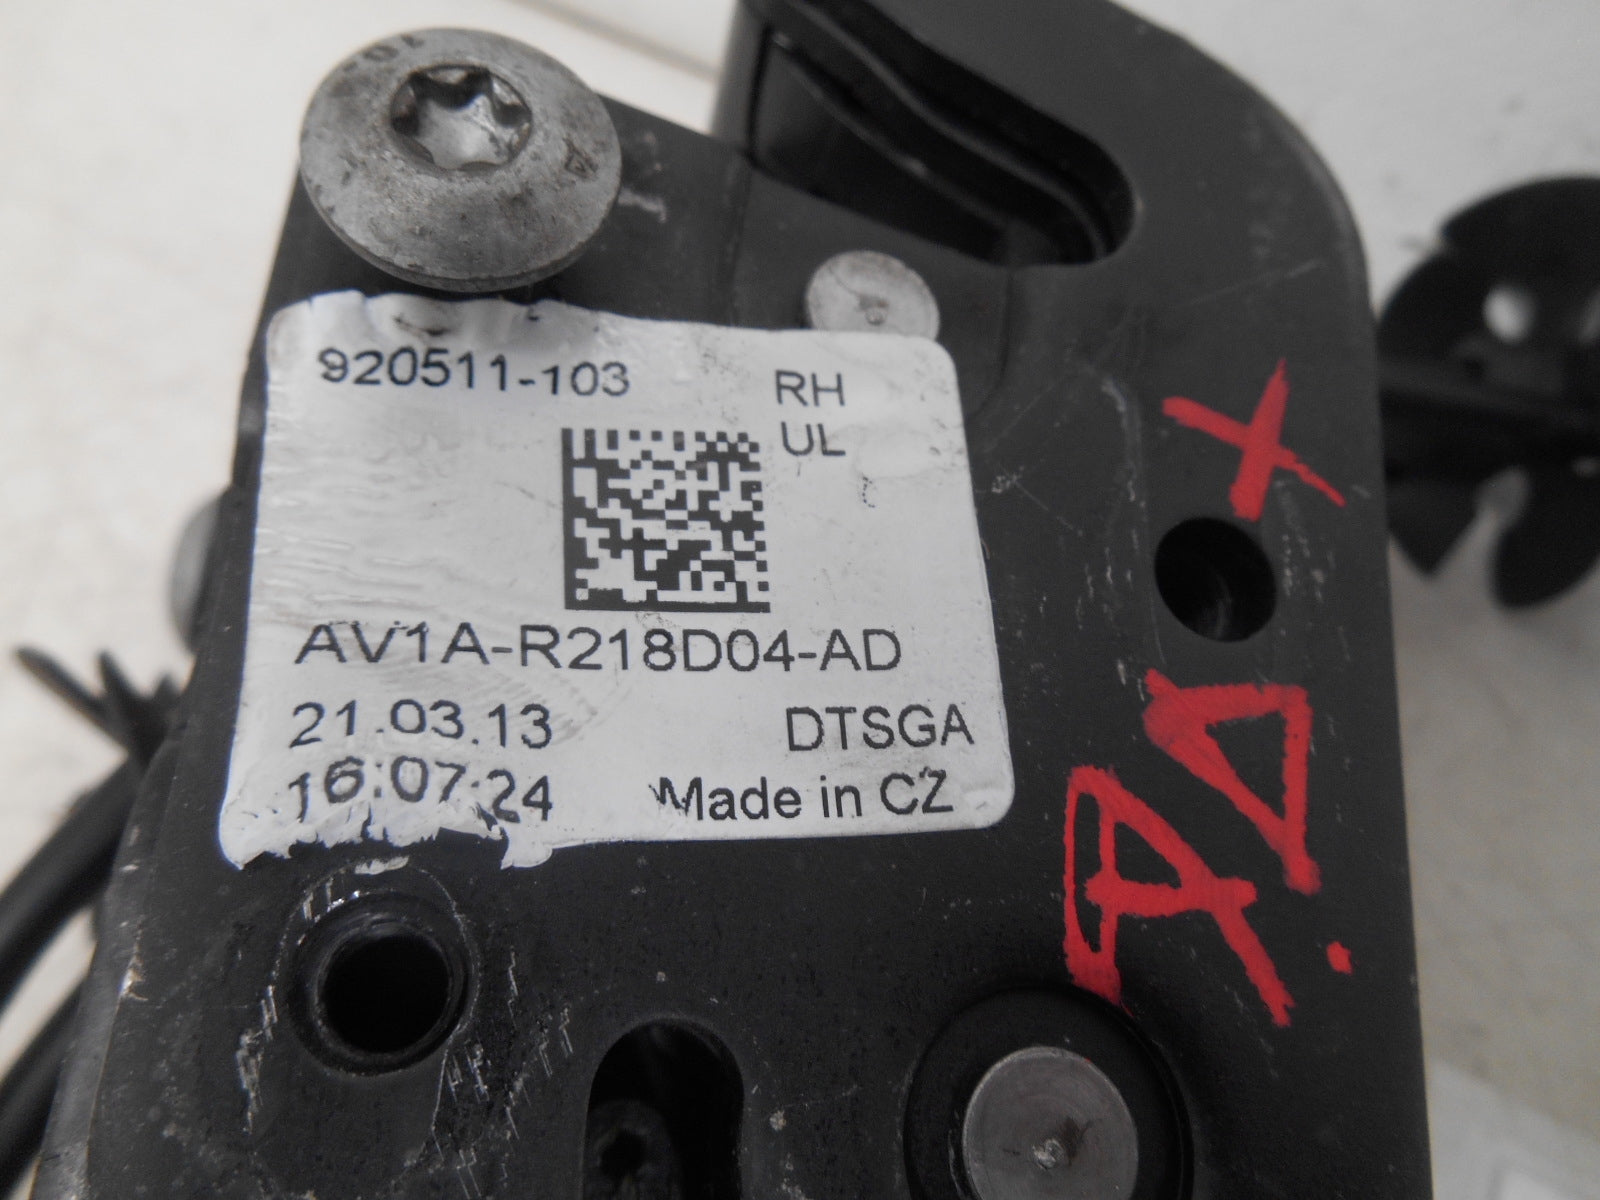 920511-103
RH
UL
AV1A-R218D04-AD
21.03.13
DTSGA
16:07:24
Made in CZ